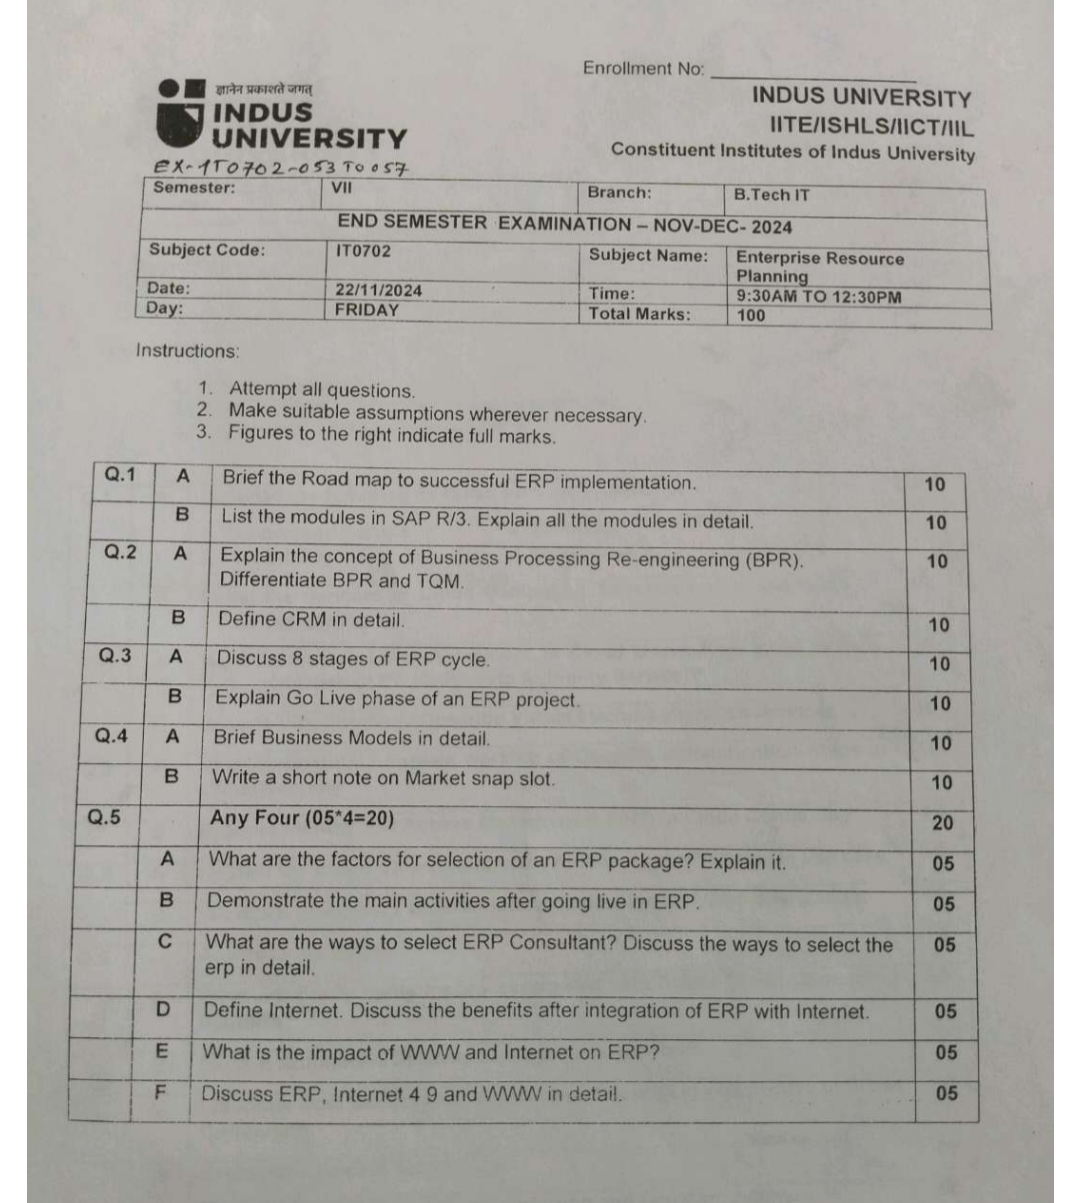 Enrollment No: ____________
ज्ञानेन प्रकाशते जगत्
INDUS
UNIVERSITY
INDUS UNIVERSITY
IITE/ISHLS/IICT/IIL
Constituent Institutes of Indus University
EX-1T0702-053 TO 057
Semester: VII Branch: B.Tech IT
END SEMESTER EXAMINATION – NOV-DEC- 2024
Subject Code: IT0702 Subject Name: Enterprise Resource
Planning
Date: 22/11/2024 Time: 9:30AM TO 12:30PM
Day: FRIDAY Total Marks: 100
Instructions:
1. Attempt all questions.
2. Make suitable assumptions wherever necessary.
3. Figures to the right indicate full marks.
Q.1 A Brief the Road map to successful ERP implementation. 10
B List the modules in SAP R/3. Explain all the modules in detail. 10
Q.2 A Explain the concept of Business Processing Re-engineering (BPR). 10
Differentiate BPR and TQM.
B Define CRM in detail. 10
Q.3 A Discuss 8 stages of ERP cycle. 10
B Explain Go Live phase of an ERP project. 10
Q.4 A Brief Business Models in detail. 10
B Write a short note on Market snap slot. 10
Q.5 Any Four (05*4=20) 20
A What are the factors for selection of an ERP package? Explain it. 05
B Demonstrate the main activities after going live in ERP. 05
C What are the ways to select ERP Consultant? Discuss the ways to select the 05
erp in detail.
D Define Internet. Discuss the benefits after integration of ERP with Internet. 05
E What is the impact of WWW and Internet on ERP? 05
F Discuss ERP, Internet 4 9 and WWW in detail. 05